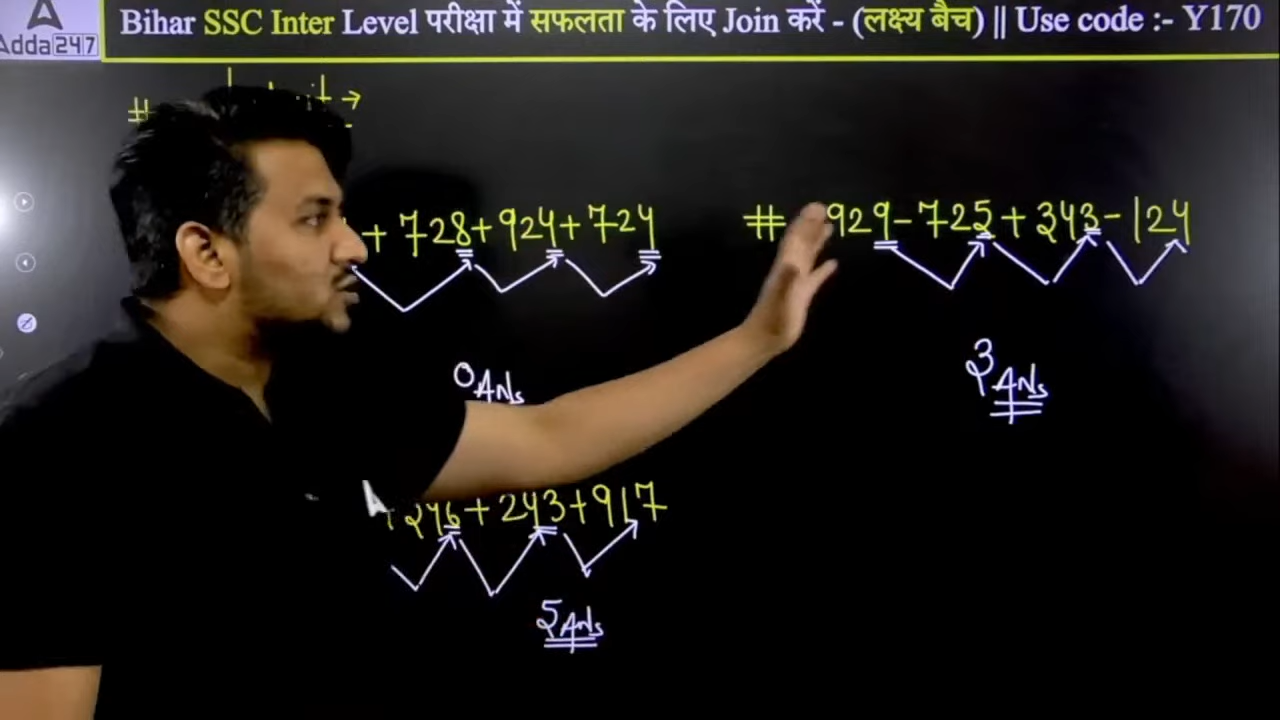 Bihar SSC Inter Level परीक्षा में सफलता के लिए Join करें - (लक्ष्य बैच) || Use code :- Y170
Adda247
#
+ 728 + 924 + 724
# 929 - 725 + 343 - 124
0 Ans
3 Ans
+ 276 + 243 + 917
5 Ans